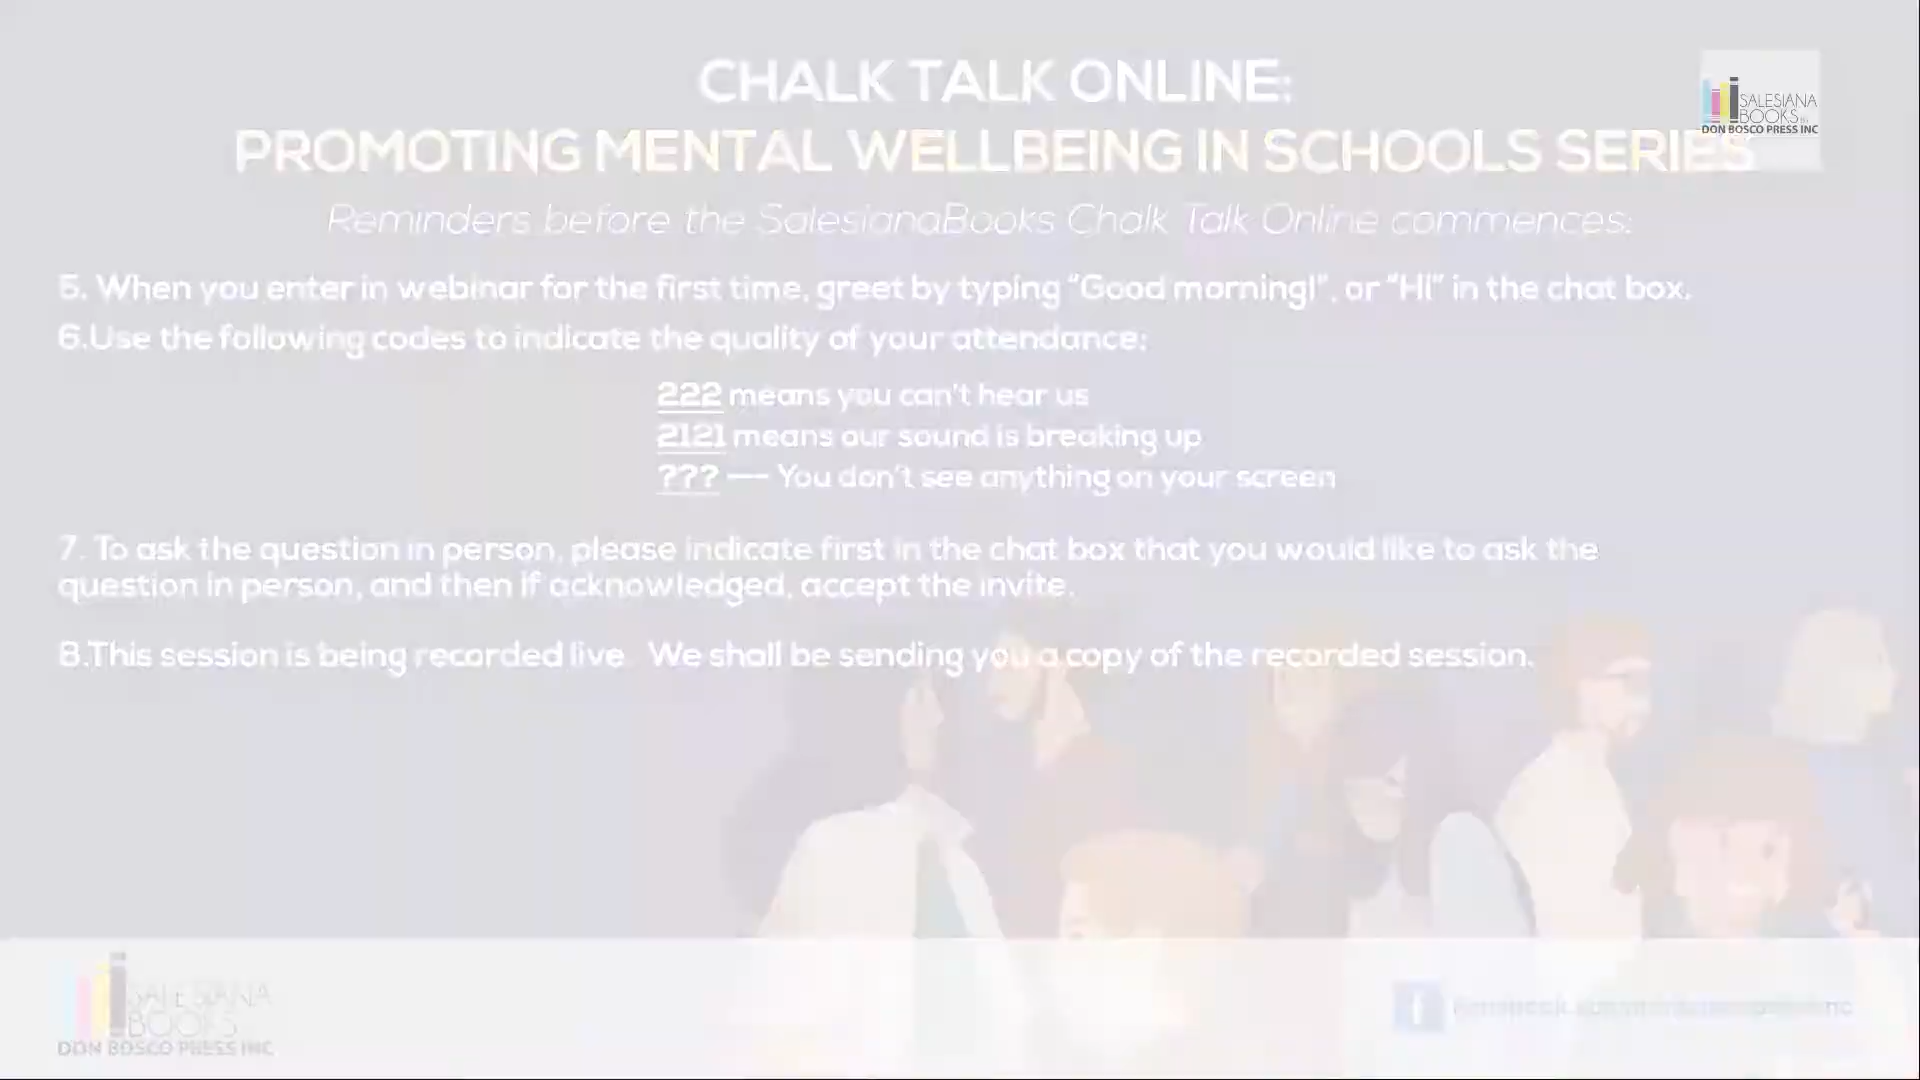 CHALK TALK ONLINE:
PROMOTING MENTAL WELLBEING IN SCHOOLS SERIES
SALESIANA
BOOKS
DON BOSCO PRESS INC
Reminders before the SalesianaBooks Chalk Talk Online commences:
5. When you enter in webinar for the first time, greet by typing “Good morning!”, or “Hi” in the chat box.
6.Use the following codes to indicate the quality of your attendance:
222 means you can't hear us
2121 means our sound is breaking up
??? — You don't see anything on your screen
7. To ask the question in person, please indicate first in the chat box that you would like to ask the
question in person, and then if acknowledged, accept the invite.
8.This session is being recorded live. We shall be sending you a copy of the recorded session.
SALESIANA
BOOKS
DON BOSCO PRESS INC